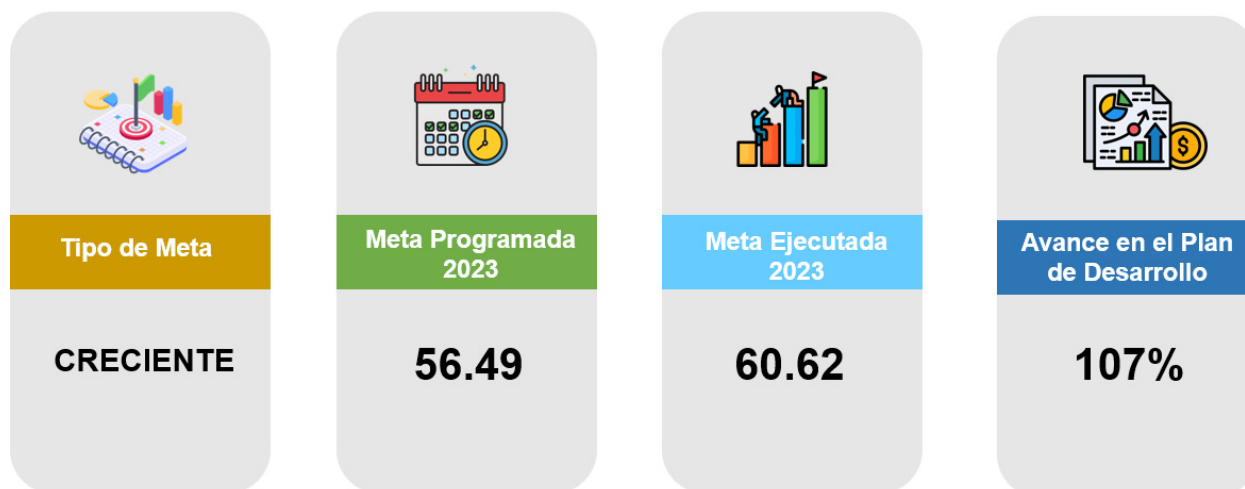 Tipo de Meta
CRECIENTE
Meta Programada
2023
56.49
Meta Ejecutada
2023
60.62
Avance en el Plan
de Desarrollo
107%